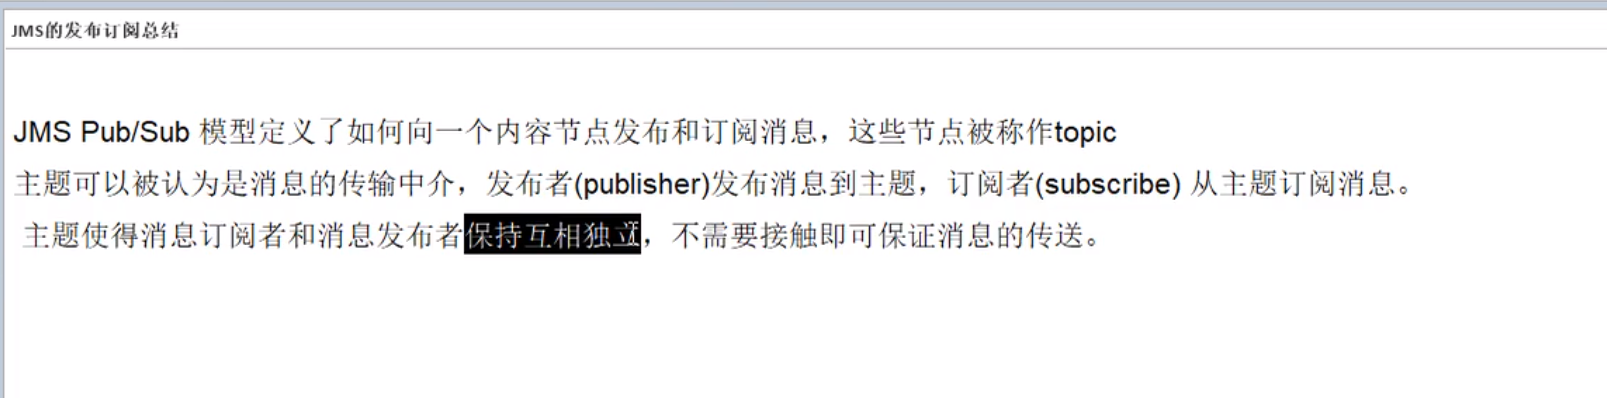 JMS的发布订阅总结
JMS Pub/Sub 模型定义了如何向一个内容节点发布和订阅消息，这些节点被称作topic
主题可以被认为是消息的传输中介，发布者(publisher)发布消息到主题，订阅者(subscribe) 从主题订阅消息。
主题使得消息订阅者和消息发布者保持互相独立，不需要接触即可保证消息的传送。